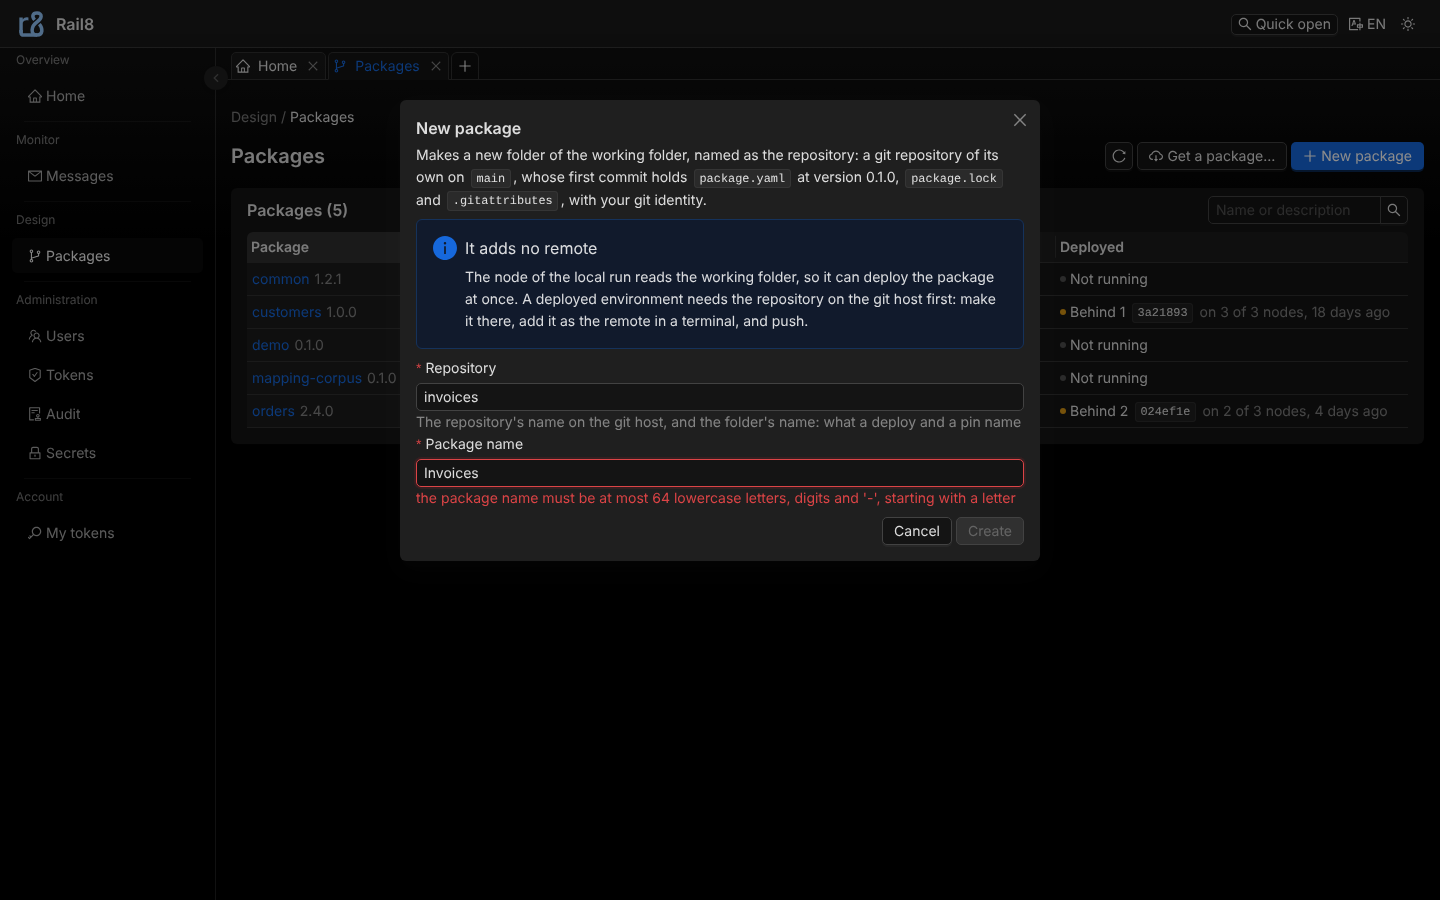 Rail8
Quick open
EN
Overview
Home
Monitor
Messages
Design
Packages
Administration
Users
Tokens
Audit
Secrets
Account
My tokens
Home
Packages
Design / Packages
Packages
Get a package...
New package
Packages (5)
Name or description
Package
Deployed
common 1.2.1
Not running
customers 1.0.0
Behind 1 3a21893 on 3 of 3 nodes, 18 days ago
demo 0.1.0
Not running
mapping-corpus 0.1.0
Not running
orders 2.4.0
Behind 2 024ef1e on 2 of 3 nodes, 4 days ago
New package
Makes a new folder of the working folder, named as the repository: a git repository of its
own on main, whose first commit holds package.yaml at version 0.1.0, package.lock
and .gitattributes, with your git identity.
It adds no remote
The node of the local run reads the working folder, so it can deploy the package
at once. A deployed environment needs the repository on the git host first: make
it there, add it as the remote in a terminal, and push.
* Repository
invoices
The repository's name on the git host, and the folder's name: what a deploy and a pin name
* Package name
Invoices
the package name must be at most 64 lowercase letters, digits and '-', starting with a letter
Cancel
Create